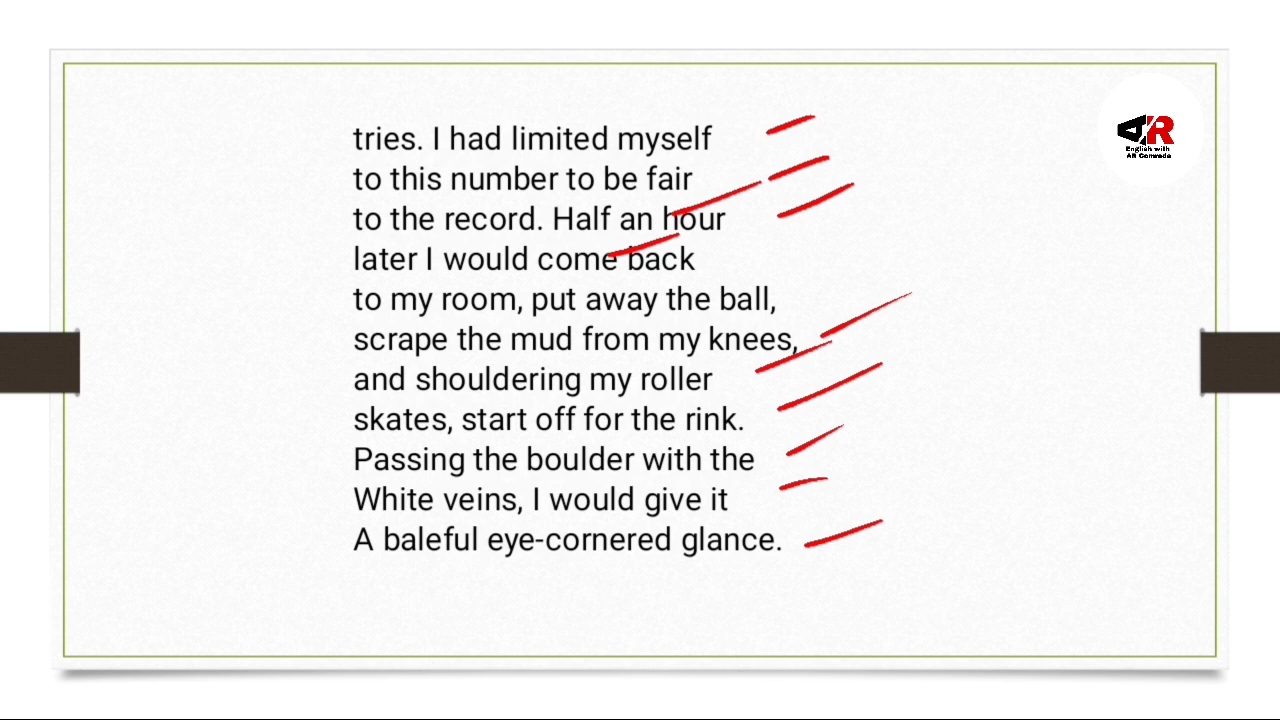 tries. I had limited myself
to this number to be fair
to the record. Half an hour
later I would come back
to my room, put away the ball,
scrape the mud from my knees,
and shouldering my roller
skates, start off for the rink.
Passing the boulder with the
White veins, I would give it
A baleful eye-cornered glance.
AR
English with
AR Comrade